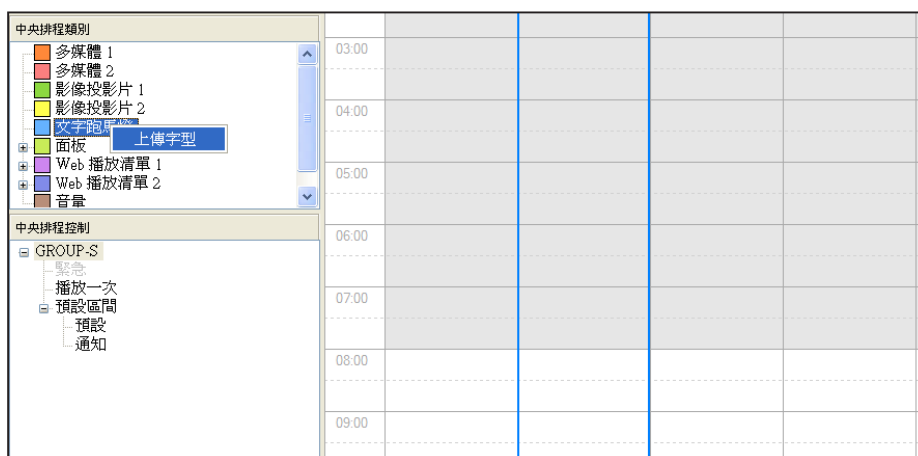 中央排程類別
多媒體 1
多媒體 2
影像投影片 1
影像投影片 2
文字跑馬燈
上傳字型
面板
Web 播放清單 1
Web 播放清單 2
音量
中央排程控制
GROUP-S
緊急
播放一次
預設區間
預設
通知
03:00
04:00
05:00
06:00
07:00
08:00
09:00